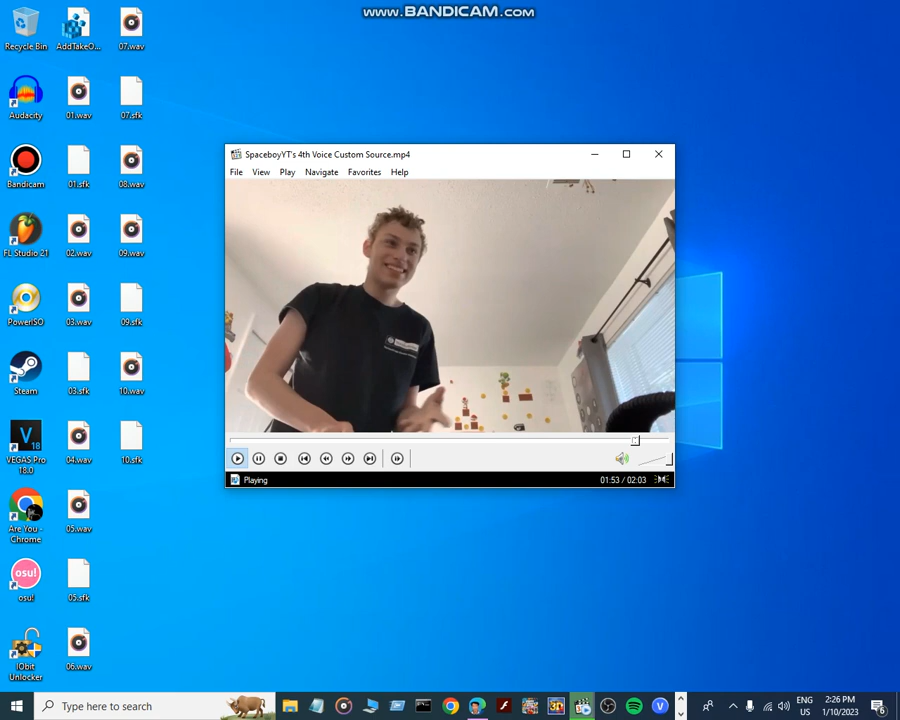 www.BANDICAM.com
Recycle Bin
AddTakeO...
07.wav
Audacity
01.wav
07.sfk
Bandicam
01.sfk
08.wav
FL Studio 21
02.wav
09.wav
PowerISO
03.wav
09.sfk
Steam
03.sfk
10.wav
V
18
VEGAS Pro
18.0
04.wav
10.sfk
Are You -
Chrome
05.wav
osu!
osu!
05.sfk
IObit
Unlocker
06.wav
SpaceboyYT's 4th Voice Custom Source.mp4
File View Play Navigate Favorites Help
Playing
01:53 / 02:03
Type here to search
ENG
US
2:26 PM
1/10/2023
6